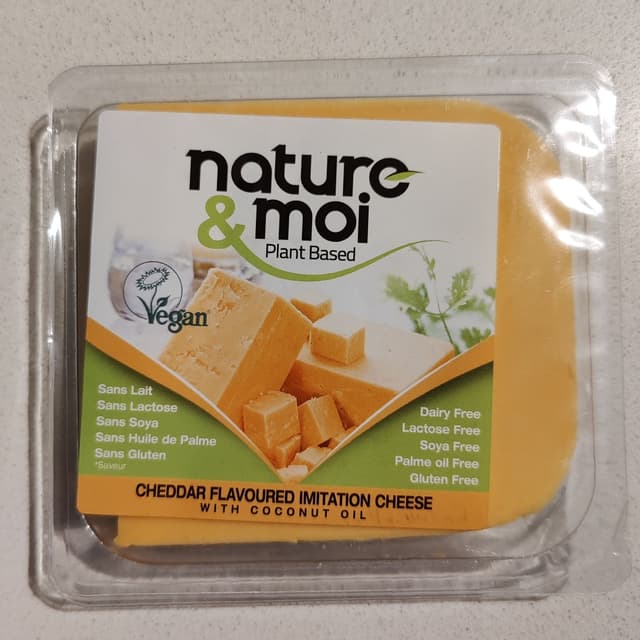 nature
& moi
Plant Based
Vegan
Sans Lait
Sans Lactose
Sans Soya
Sans Huile de Palme
Sans Gluten
*Saveur
Dairy Free
Lactose Free
Soya Free
Palme oil Free
Gluten Free
CHEDDAR FLAVOURED IMITATION CHEESE
WITH COCONUT OIL